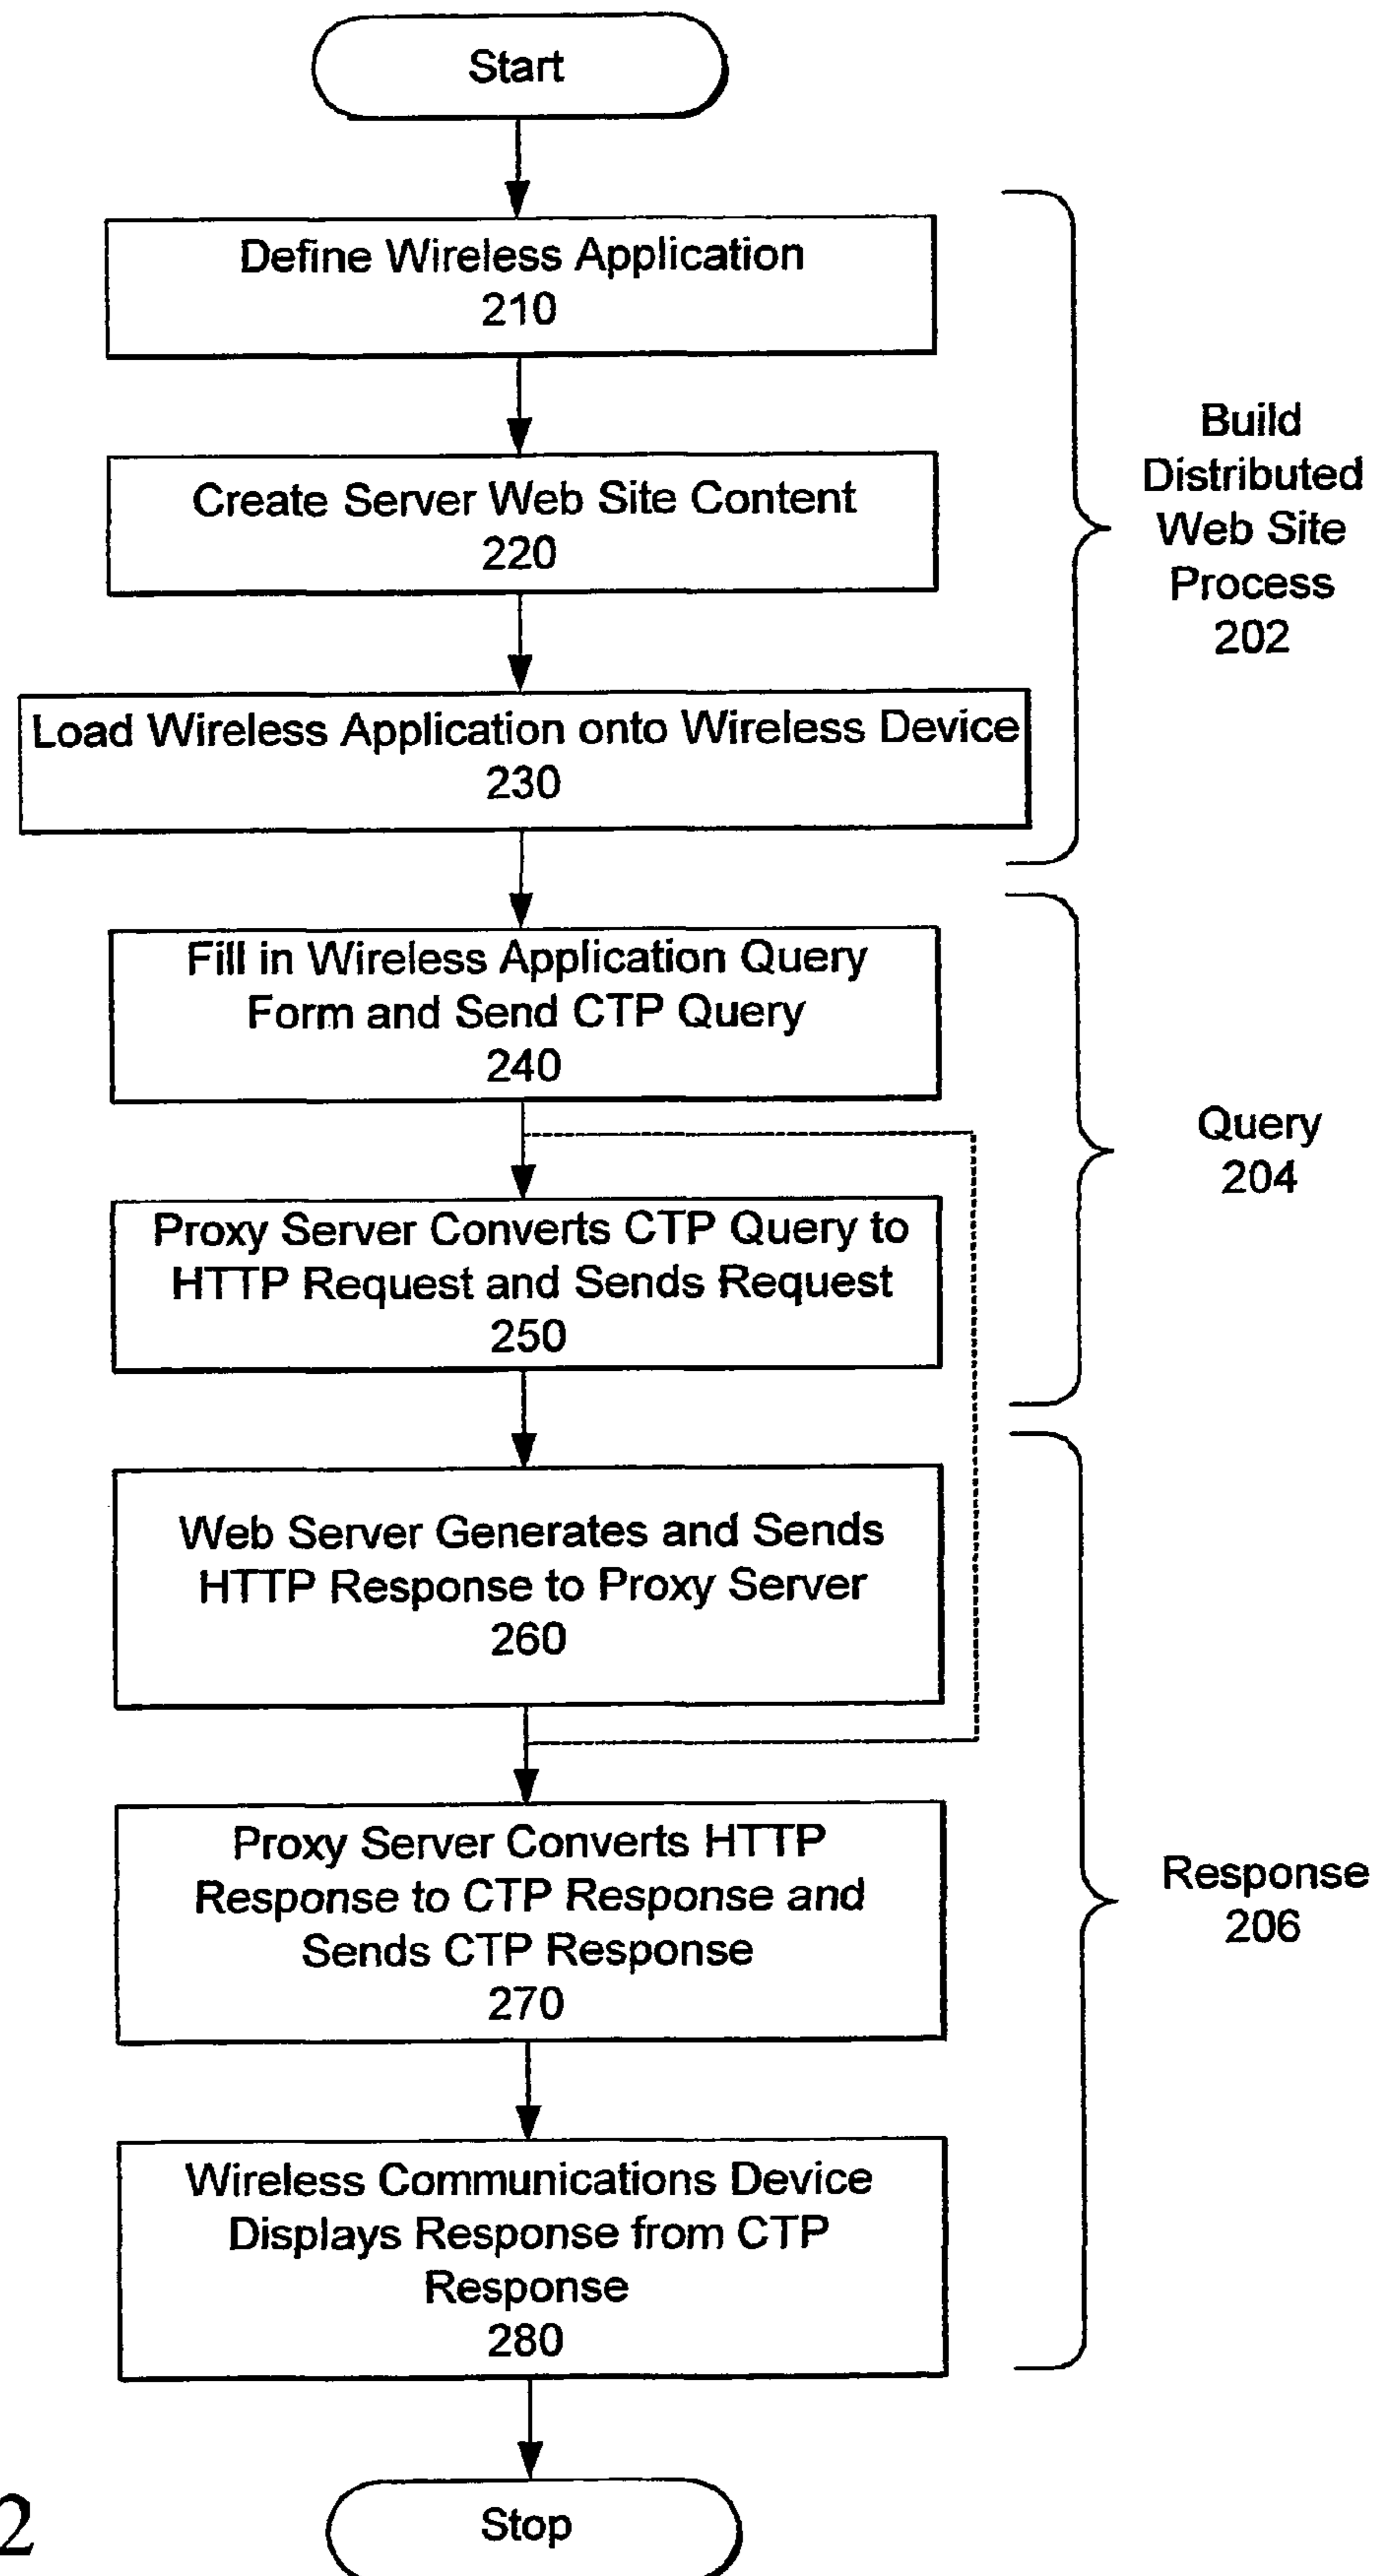 Start
Define Wireless Application
210
Create Server Web Site Content
220
Load Wireless Application onto Wireless Device
230
Build
Distributed
Web Site
Process
202
Fill in Wireless Application Query
Form and Send CTP Query
240
Proxy Server Converts CTP Query to
HTTP Request and Sends Request
250
Query
204
Web Server Generates and Sends
HTTP Response to Proxy Server
260
Proxy Server Converts HTTP
Response to CTP Response and
Sends CTP Response
270
Wireless Communications Device
Displays Response from CTP
Response
280
Response
206
Stop
2